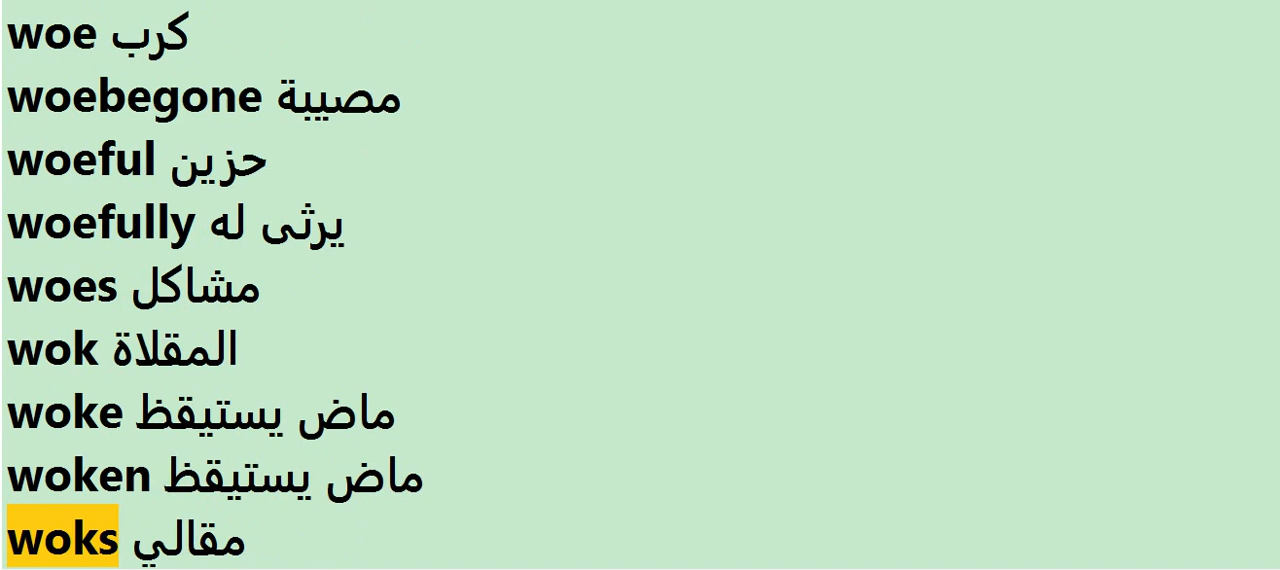 woe كرب
woebegone مصيبة
woeful حزين
woefully يرثى له
woes مشاكل
wok المقلاة
woke ماض يستيقظ
woken ماض يستيقظ
woks مقالي